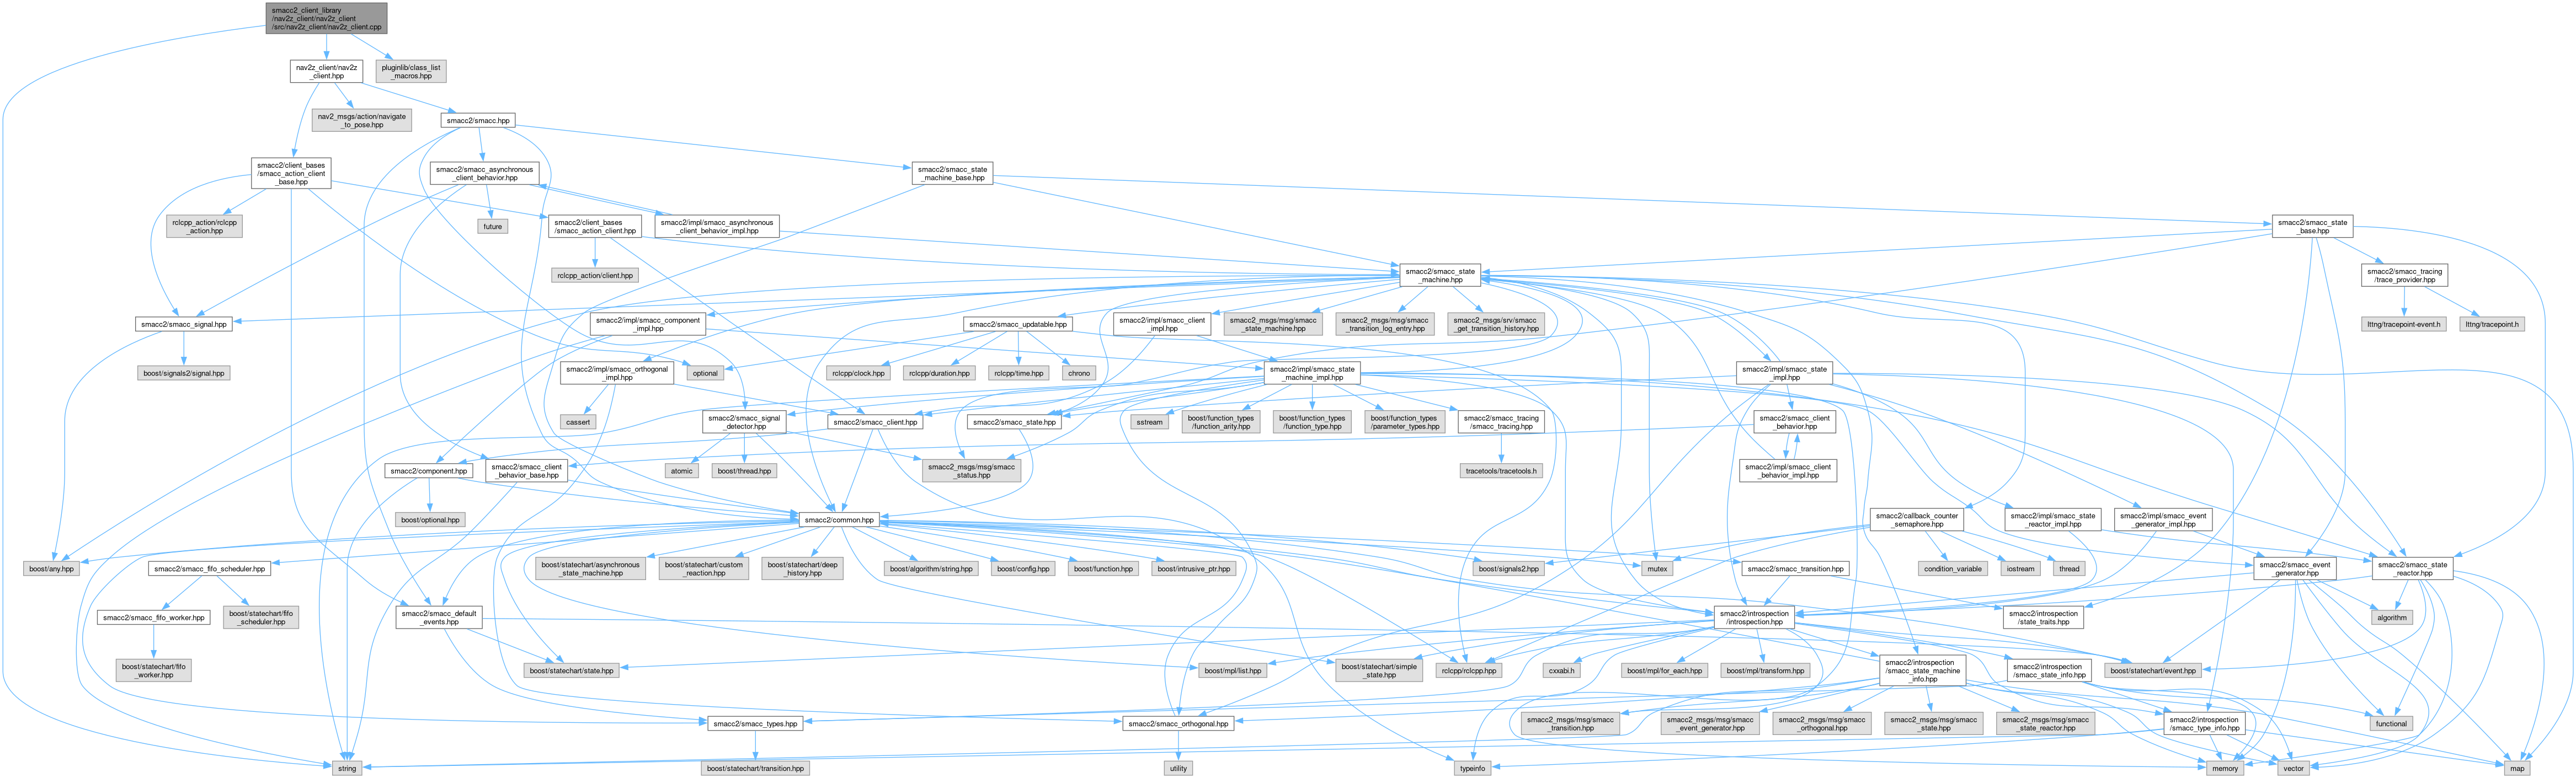 smacc2_client_library
/nav2z_client/nav2z_client
/src/nav2z_client/nav2z_client.cpp
nav2z_client/nav2z
_client.hpp
pluginlib/class_list
_macros.hpp
nav2_msgs/action/navigate
_to_pose.hpp
smacc2/smacc.hpp
smacc2/client_bases
/smacc_action_client
_base.hpp
smacc2/smacc_asynchronous
_client_behavior.hpp
smacc2/smacc_state
_machine_base.hpp
rclcpp_action/rclcpp
_action.hpp
future
smacc2/client_bases
/smacc_action_client.hpp
smacc2/impl/smacc_asynchronous
_client_behavior_impl.hpp
smacc2/smacc_state
_base.hpp
rclcpp_action/client.hpp
smacc2/smacc_state
_machine.hpp
smacc2/smacc_tracing
/trace_provider.hpp
smacc2/smacc_signal.hpp
smacc2/impl/smacc_component
_impl.hpp
smacc2/smacc_updatable.hpp
smacc2/impl/smacc_client
_impl.hpp
smacc2_msgs/msg/smacc
_state_machine.hpp
smacc2_msgs/msg/smacc
_transition_log_entry.hpp
smacc2_msgs/srv/smacc
_get_transition_history.hpp
lttng/tracepoint-event.h
lttng/tracepoint.h
boost/signals2/signal.hpp
smacc2/impl/smacc_orthogonal
_impl.hpp
optional
rclcpp/clock.hpp
rclcpp/duration.hpp
rclcpp/time.hpp
chrono
smacc2/impl/smacc_state
_machine_impl.hpp
smacc2/impl/smacc_state
_impl.hpp
cassert
smacc2/smacc_signal
_detector.hpp
smacc2/smacc_client.hpp
smacc2/smacc_state.hpp
sstream
boost/function_types
/function_arity.hpp
boost/function_types
/function_type.hpp
boost/function_types
/parameter_types.hpp
smacc2/smacc_tracing
/smacc_tracing.hpp
smacc2/smacc_client
_behavior.hpp
smacc2/component.hpp
smacc2/smacc_client
_behavior_base.hpp
atomic
boost/thread.hpp
smacc2_msgs/msg/smacc
_status.hpp
tracetools/tracetools.h
smacc2/impl/smacc_client
_behavior_impl.hpp
boost/optional.hpp
smacc2/common.hpp
smacc2/callback_counter
_semaphore.hpp
smacc2/impl/smacc_state
_reactor_impl.hpp
smacc2/impl/smacc_event
_generator_impl.hpp
boost/any.hpp
smacc2/smacc_fifo_scheduler.hpp
boost/statechart/asynchronous
_state_machine.hpp
boost/statechart/custom
_reaction.hpp
boost/statechart/deep
_history.hpp
boost/algorithm/string.hpp
boost/config.hpp
boost/function.hpp
boost/intrusive_ptr.hpp
boost/signals2.hpp
mutex
smacc2/smacc_transition.hpp
condition_variable
iostream
thread
smacc2/smacc_event
_generator.hpp
smacc2/smacc_state
_reactor.hpp
smacc2/smacc_fifo_worker.hpp
boost/statechart/fifo
_scheduler.hpp
smacc2/smacc_default
_events.hpp
smacc2/introspection
/introspection.hpp
smacc2/introspection
/state_traits.hpp
algorithm
boost/statechart/fifo
_worker.hpp
boost/statechart/state.hpp
boost/mpl/list.hpp
boost/statechart/simple
_state.hpp
rclcpp/rclcpp.hpp
cxxabi.h
boost/mpl/for_each.hpp
boost/mpl/transform.hpp
smacc2/introspection
/smacc_state_machine
_info.hpp
smacc2/introspection
/smacc_state_info.hpp
boost/statechart/event.hpp
smacc2/smacc_types.hpp
smacc2/smacc_orthogonal.hpp
smacc2_msgs/msg/smacc
_transition.hpp
smacc2_msgs/msg/smacc
_event_generator.hpp
smacc2_msgs/msg/smacc
_orthogonal.hpp
smacc2_msgs/msg/smacc
_state.hpp
smacc2_msgs/msg/smacc
_state_reactor.hpp
smacc2/introspection
/smacc_type_info.hpp
functional
string
boost/statechart/transition.hpp
utility
typeinfo
memory
vector
map